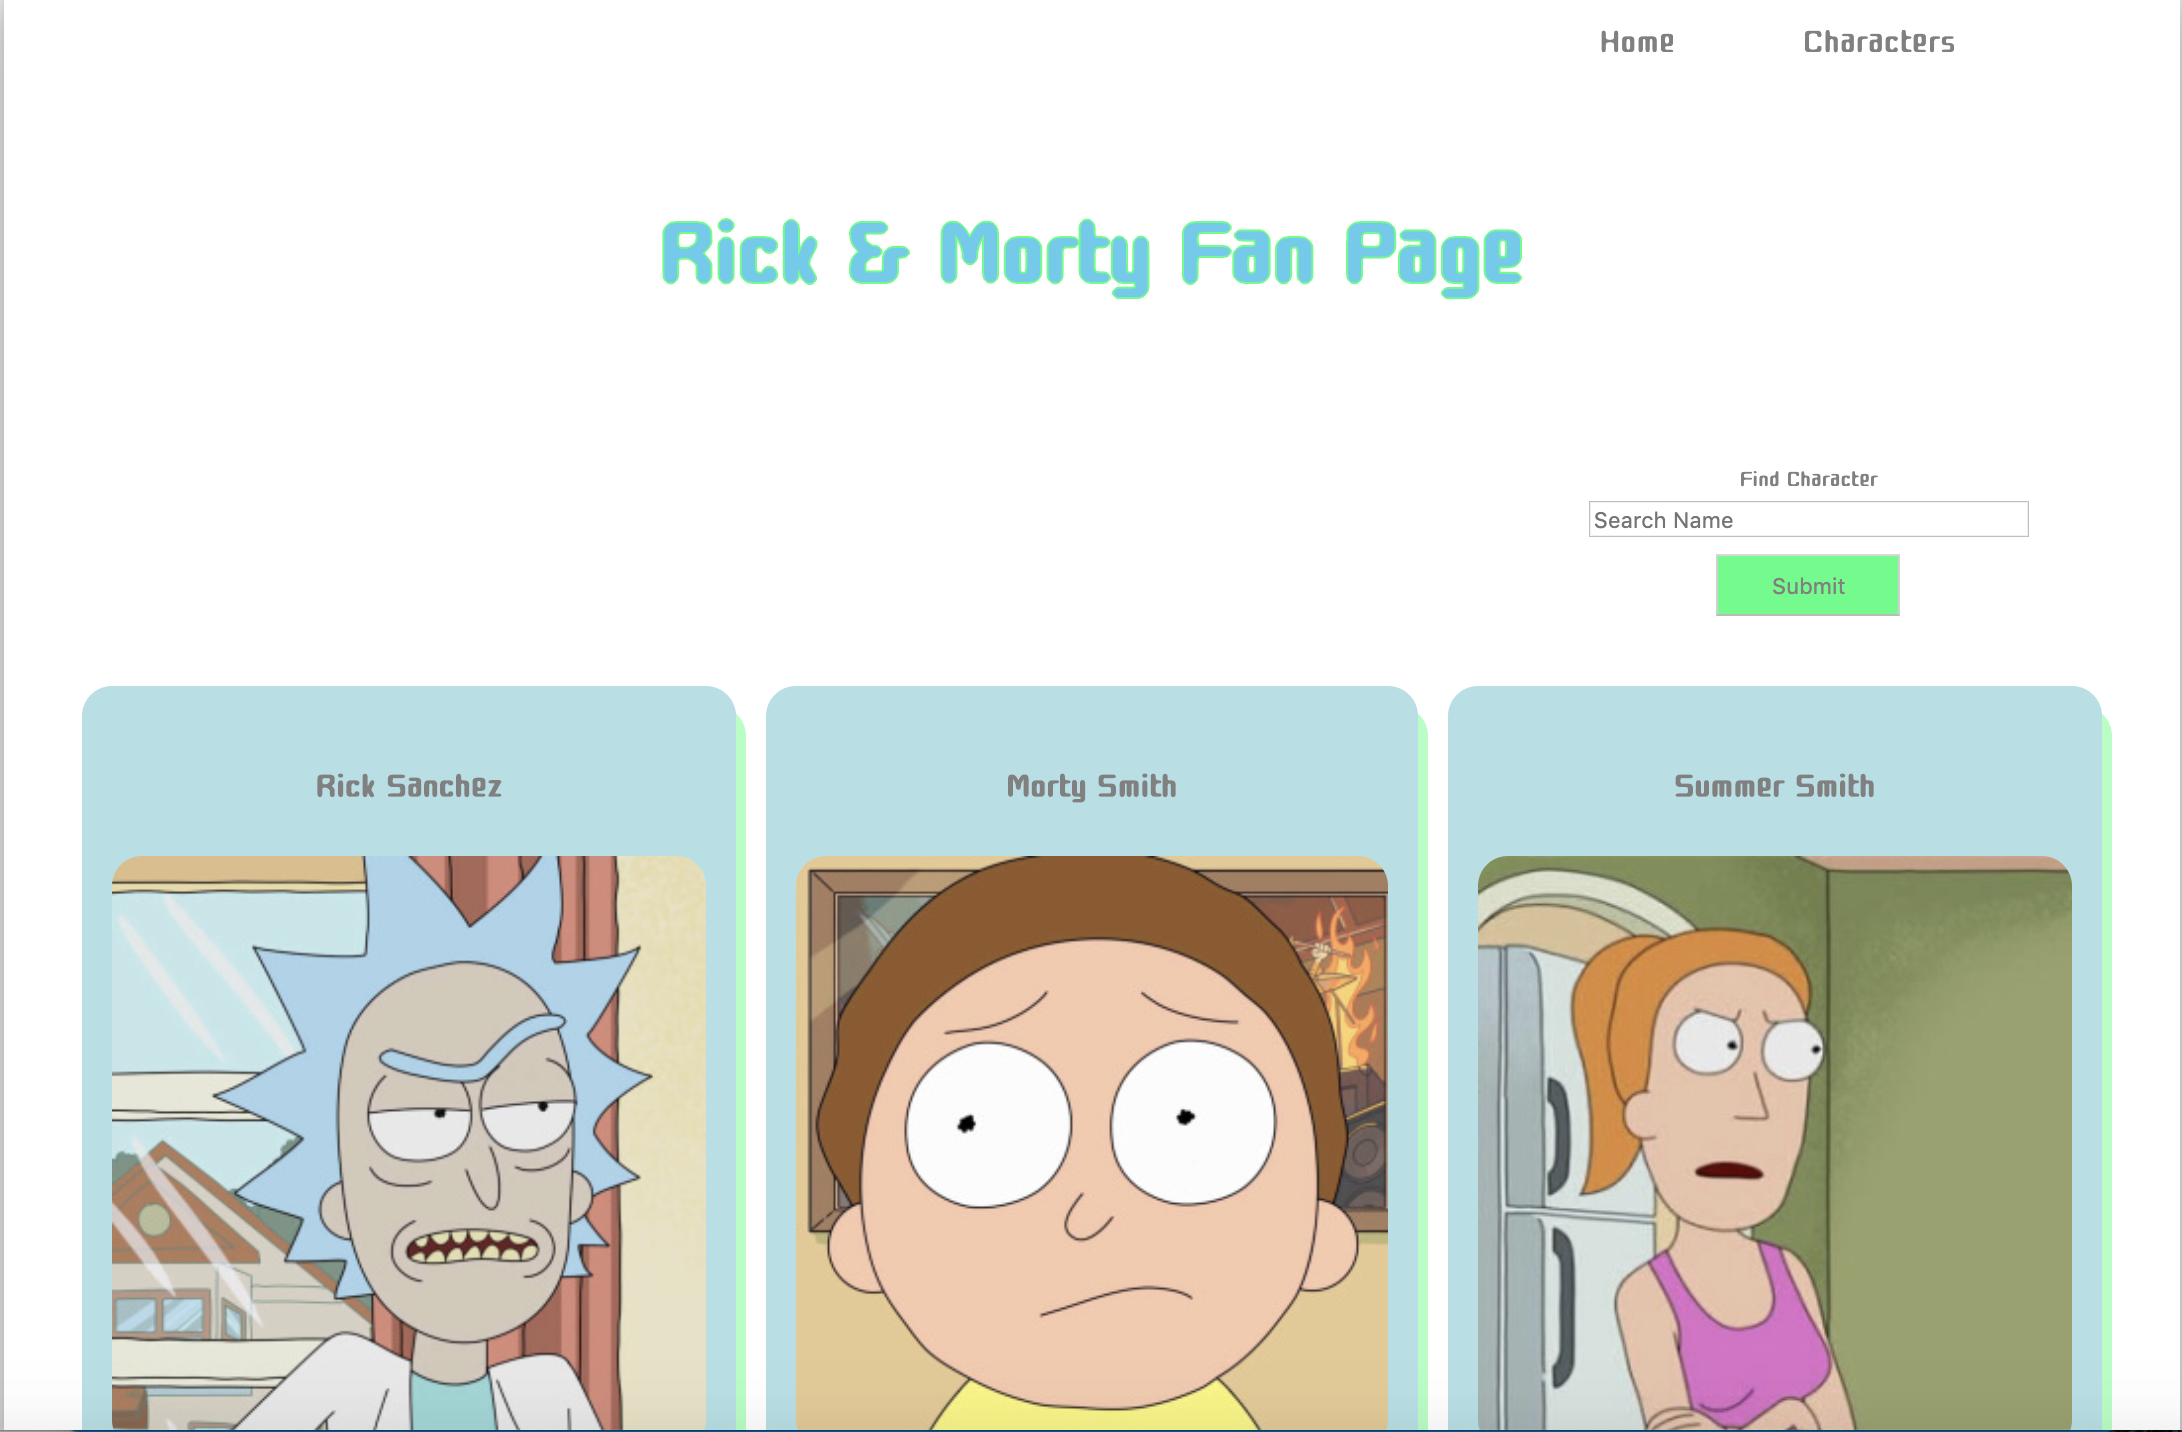 Home Characters
Rick & Morty Fan Page
Find Character
Search Name
Submit
Rick Sanchez
Morty Smith
Summer Smith